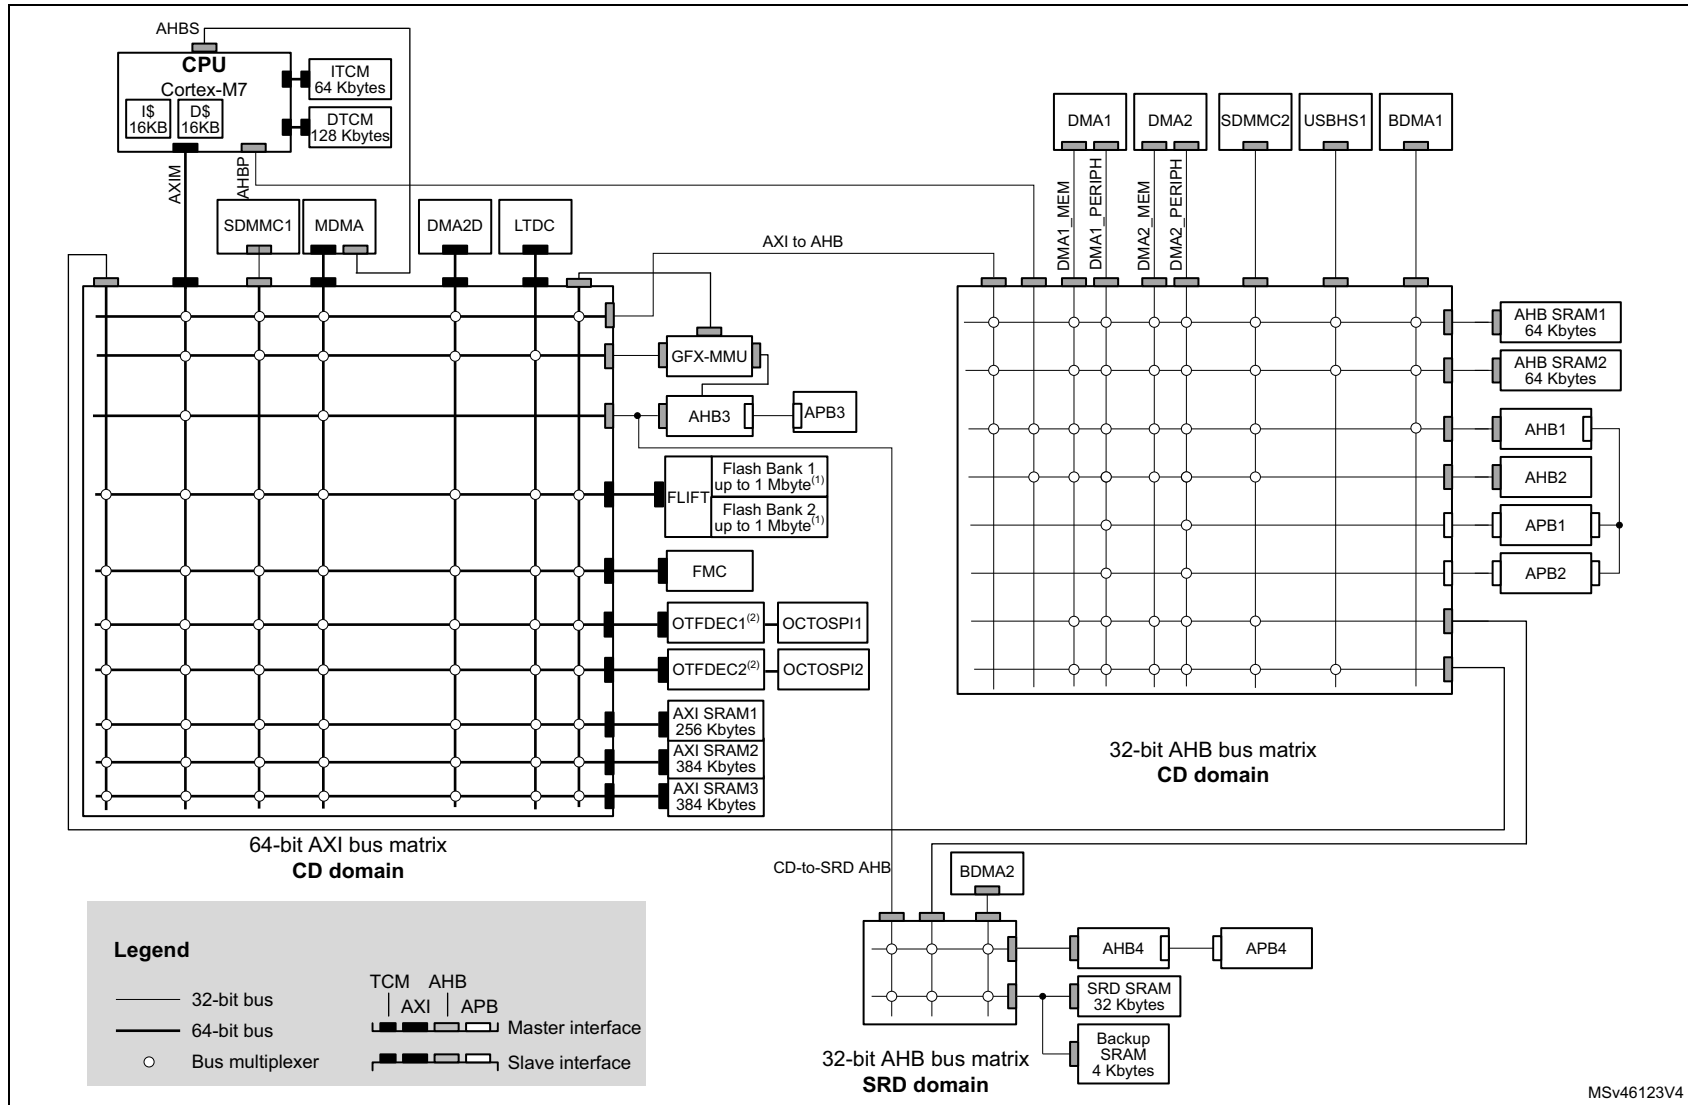 AHBS
CPU
Cortex-M7
I$
16KB
D$
16KB
ITCM
64 Kbytes
DTCM
128 Kbytes
AXIM
AHBP
SDMMC1
MDMA
DMA2D
LTDC
AXI to AHB
DMA1
DMA2
SDMMC2
USBHS1
BDMA1
DMA1_MEM
DMA1_PERIPH
DMA2_MEM
DMA2_PERIPH
GFX-MMU
AHB3
APB3
FLIFT
Flash Bank 1
up to 1 Mbyte(1)
Flash Bank 2
up to 1 Mbyte(1)
FMC
OTFDEC1(2)
OCTOSPI1
OTFDEC2(2)
OCTOSPI2
AXI SRAM1
256 Kbytes
AXI SRAM2
384 Kbytes
AXI SRAM3
384 Kbytes
AHB SRAM1
64 Kbytes
AHB SRAM2
64 Kbytes
AHB1
AHB2
APB1
APB2
32-bit AHB bus matrix
CD domain
64-bit AXI bus matrix
CD domain
CD-to-SRD AHB
BDMA2
AHB4
APB4
SRD SRAM
32 Kbytes
Backup
SRAM
4 Kbytes
32-bit AHB bus matrix
SRD domain
Legend
32-bit bus
64-bit bus
Bus multiplexer
TCM
AHB
AXI
APB
Master interface
Slave interface
MSv46123V4